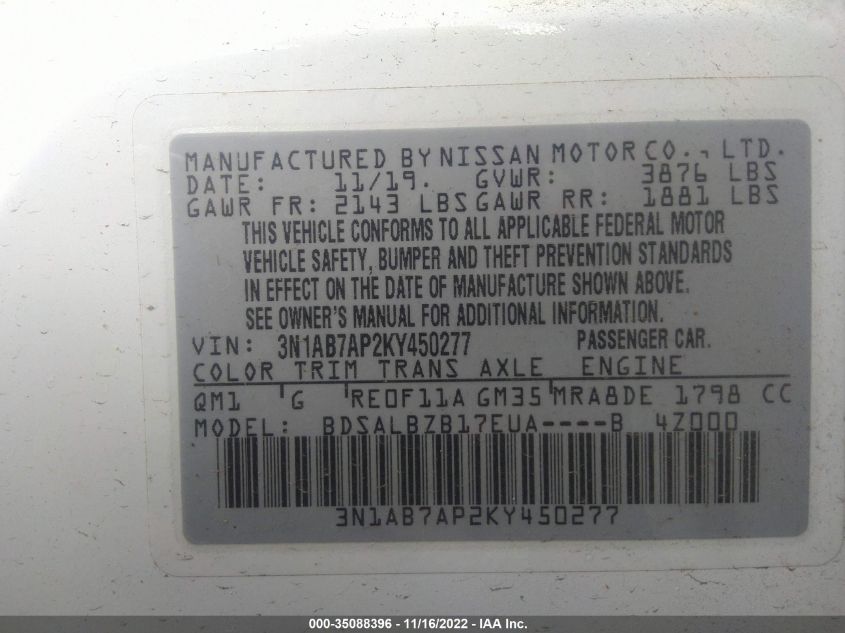 MANUFACTURED BY NISSAN MOTOR CO., LTD.
DATE: 11/19. GVWR: 3876 LBS
GAWR FR: 2143 LBS GAWR RR: 1881 LBS
THIS VEHICLE CONFORMS TO ALL APPLICABLE FEDERAL MOTOR
VEHICLE SAFETY, BUMPER AND THEFT PREVENTION STANDARDS
IN EFFECT ON THE DATE OF MANUFACTURE SHOWN ABOVE.
SEE OWNER'S MANUAL FOR ADDITIONAL INFORMATION.
VIN: 3N1AB7AP2KY450277 PASSENGER CAR.
COLOR TRIM TRANS AXLE ENGINE
QM1 G RE0F11A GM35 MRA8DE 1798 CC
MODEL: BDSALBZB17EUA----B 4Z000
3N1AB7AP2KY450277
000-35088396 - 11/16/2022 - IAA Inc.